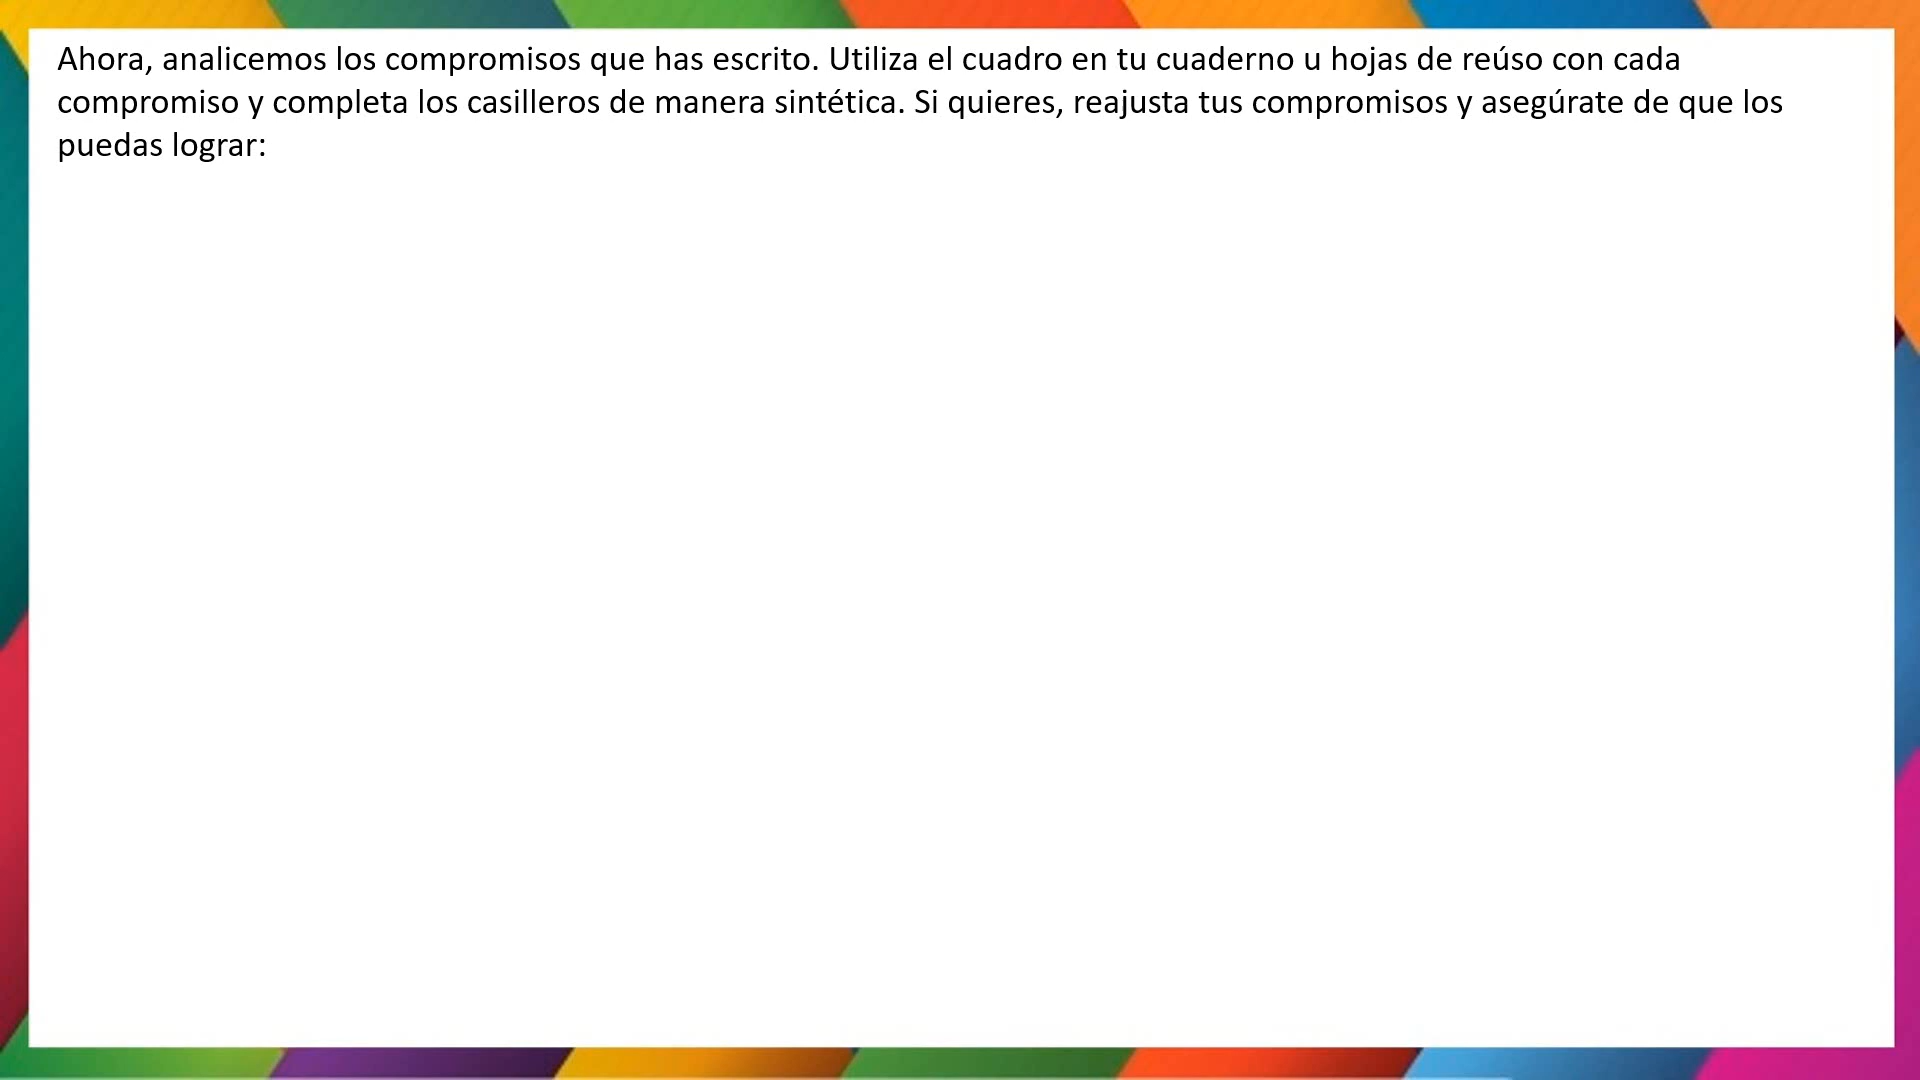 Ahora, analicemos los compromisos que has escrito. Utiliza el cuadro en tu cuaderno u hojas de reúso con cada
compromiso y completa los casilleros de manera sintética. Si quieres, reajusta tus compromisos y asegúrate de que los
puedas lograr: